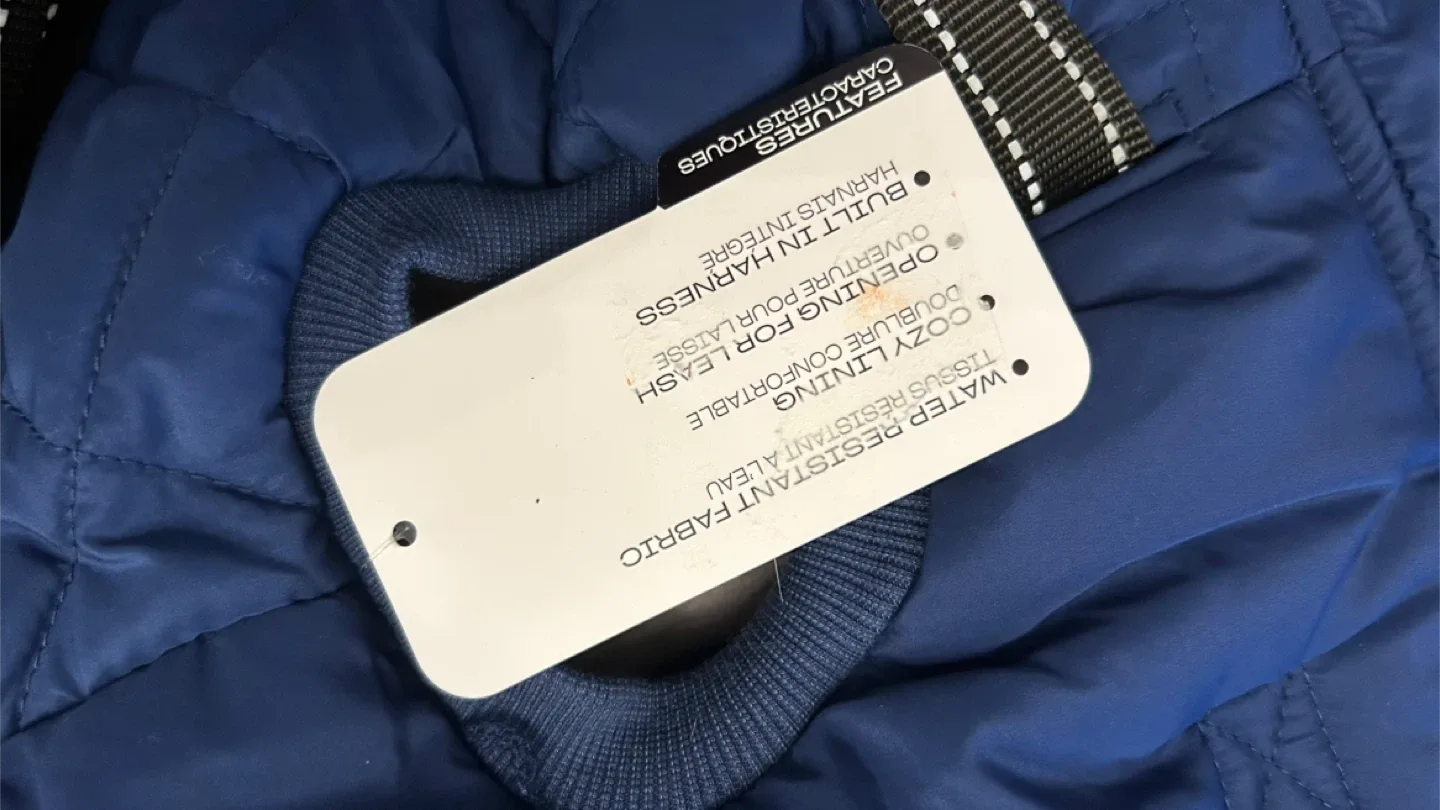 WATER RESISTANT FABRIC
TISSUS RÉSISTANT À L'EAU
COZY LINING
DOUBLURE CONFORTABLE
OPENING FOR LEASH
OUVERTURE POUR LAISSE
BUILT IN HARNESS
HARNAIS INTÉGRÉ
FEATURES
CARACTERISTIQUES